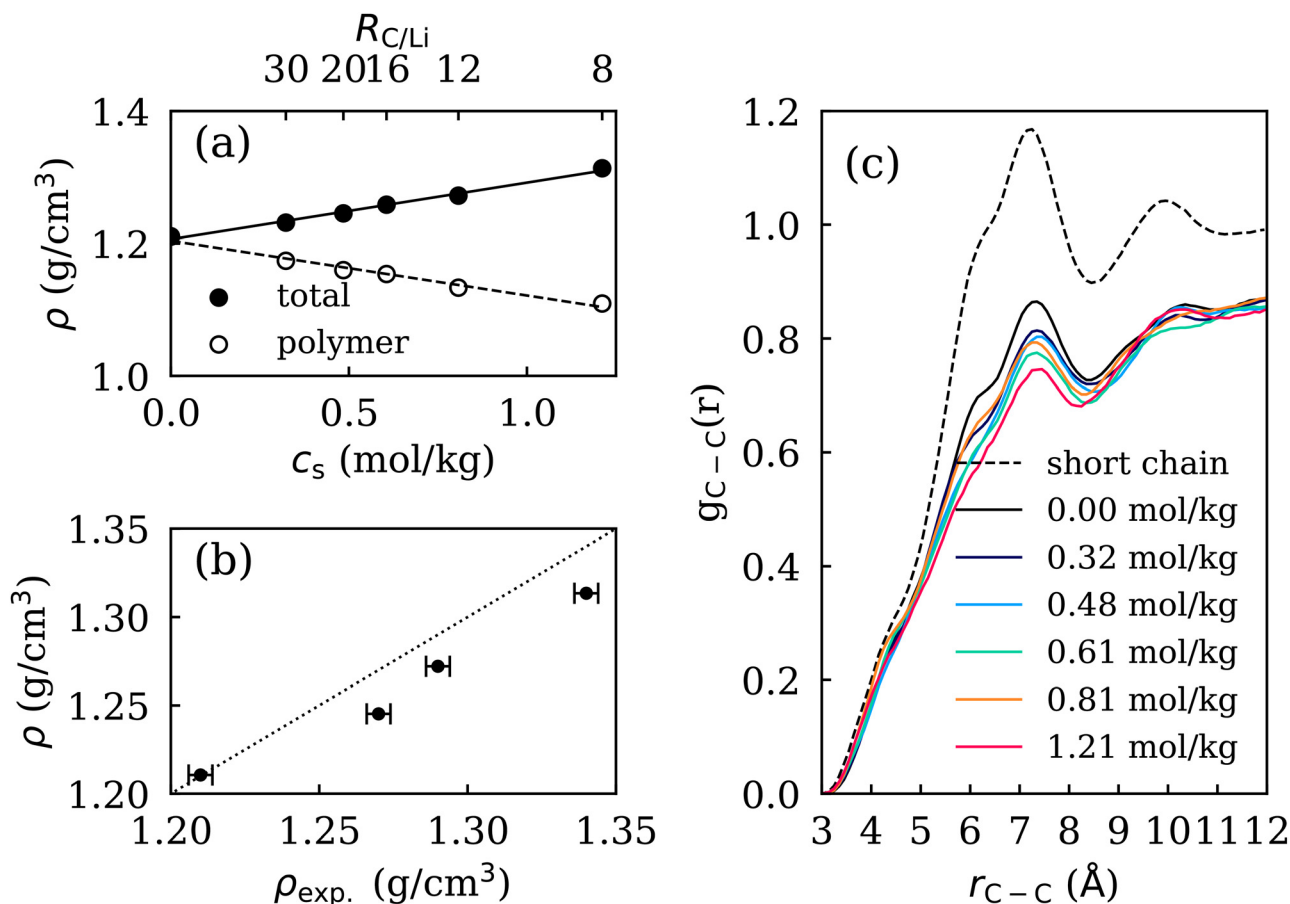 R_C/Li
30 20 16 12 8
(a)
1.4
1.2
1.0
ρ (g/cm³)
total
polymer
0.0 0.5 1.0
c_s (mol/kg)
(b)
1.35
1.30
1.25
1.20
ρ (g/cm³)
1.20 1.25 1.30 1.35
ρ_exp. (g/cm³)
(c)
1.2
1.0
0.8
0.6
0.4
0.2
0.0
g_C−C(r)
short chain
0.00 mol/kg
0.32 mol/kg
0.48 mol/kg
0.61 mol/kg
0.81 mol/kg
1.21 mol/kg
3 4 5 6 7 8 9 10 11 12
r_C−C (Å)